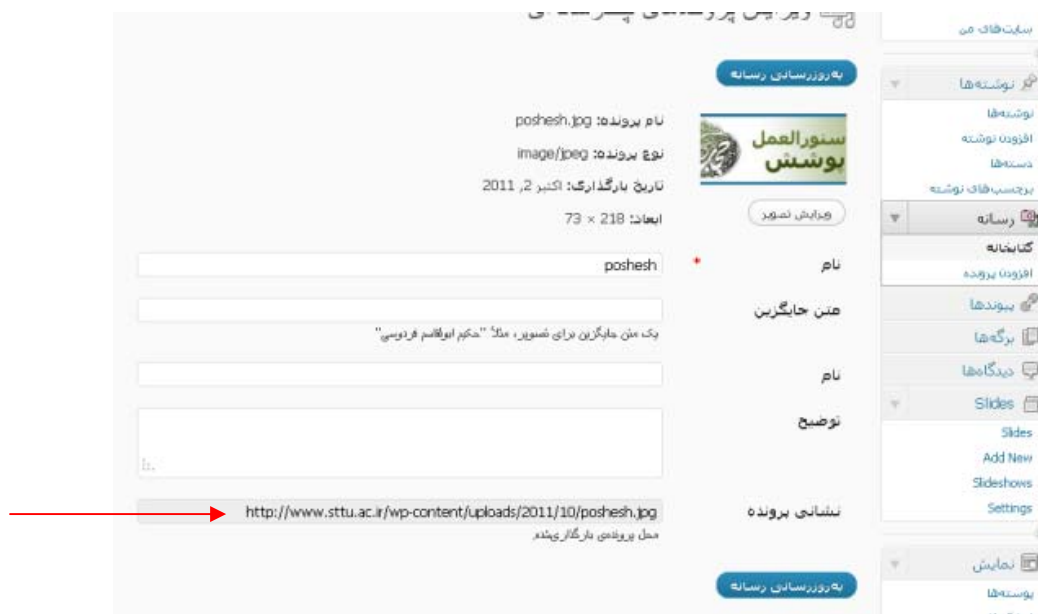 ویرایش پرونده‌های چندرسانه‌ای
به‌روزرسانی رسانه
سنورالعمل
پوشش
ویرایش تصویر
نام پرونده: poshesh.jpg
نوع پرونده: image/jpeg
تاریخ بارگذاری: اکتبر 2, 2011
ابعاد: 218 × 73
نام *
poshesh
متن جایگزین
یک متن جایگزین برای تصویر، مثلاً "حکیم ابوالقاسم فردوسی"
نام
توضیح
نشانی پرونده
http://www.sttu.ac.ir/wp-content/uploads/2011/10/poshesh.jpg
محل پرونده‌ی بارگذاری‌شده.
به‌روزرسانی رسانه
سایت‌های من
نوشته‌ها
نوشته‌ها
افزودن نوشته
دسته‌ها
برچسب‌های نوشته
رسانه
کتابخانه
افزودن پرونده
پیوندها
برگه‌ها
دیدگاه‌ها
Slides
Slides
Add New
Slideshows
Settings
نمایش
پوسته‌ها